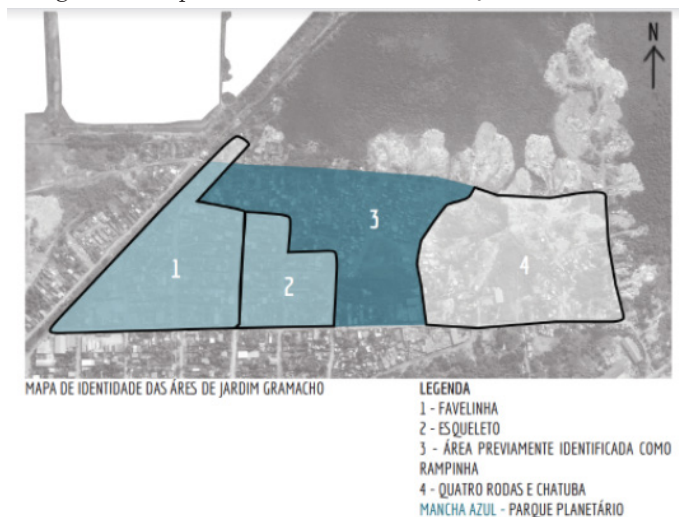 N
3
1
2
4
MAPA DE IDENTIDADE DAS ÁRES DE JARDIM GRAMACHO
LEGENDA
1 - FAVELINHA
2 - ESQUELETO
3 - ÁREA PREVIAMENTE IDENTIFICADA COMO
RAMPINHA
4 - QUATRO RODAS E CHATUBA
MANCHA AZUL - PARQUE PLANETÁRIO